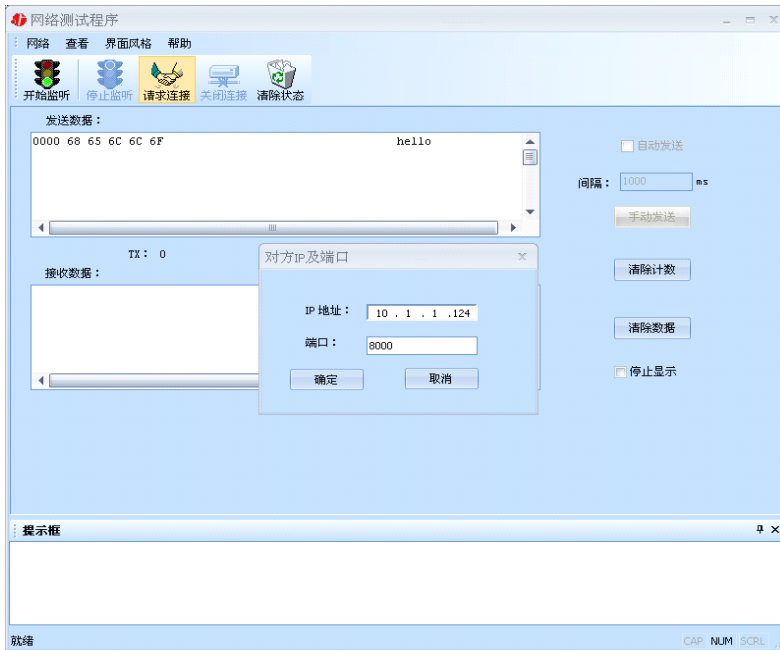 网络测试程序
网络 查看 界面风格 帮助
开始监听 停止监听 请求连接 关闭连接 清除状态
发送数据：
0000 68 65 6C 6C 6F hello
自动发送
间隔： 1000 ms
手动发送
TX： 0
接收数据：
对方IP及端口
IP 地址： 10 . 1 . 1 .124
端口： 8000
确定 取消
清除计数
清除数据
停止显示
提示框
就绪 CAP NUM SCRL